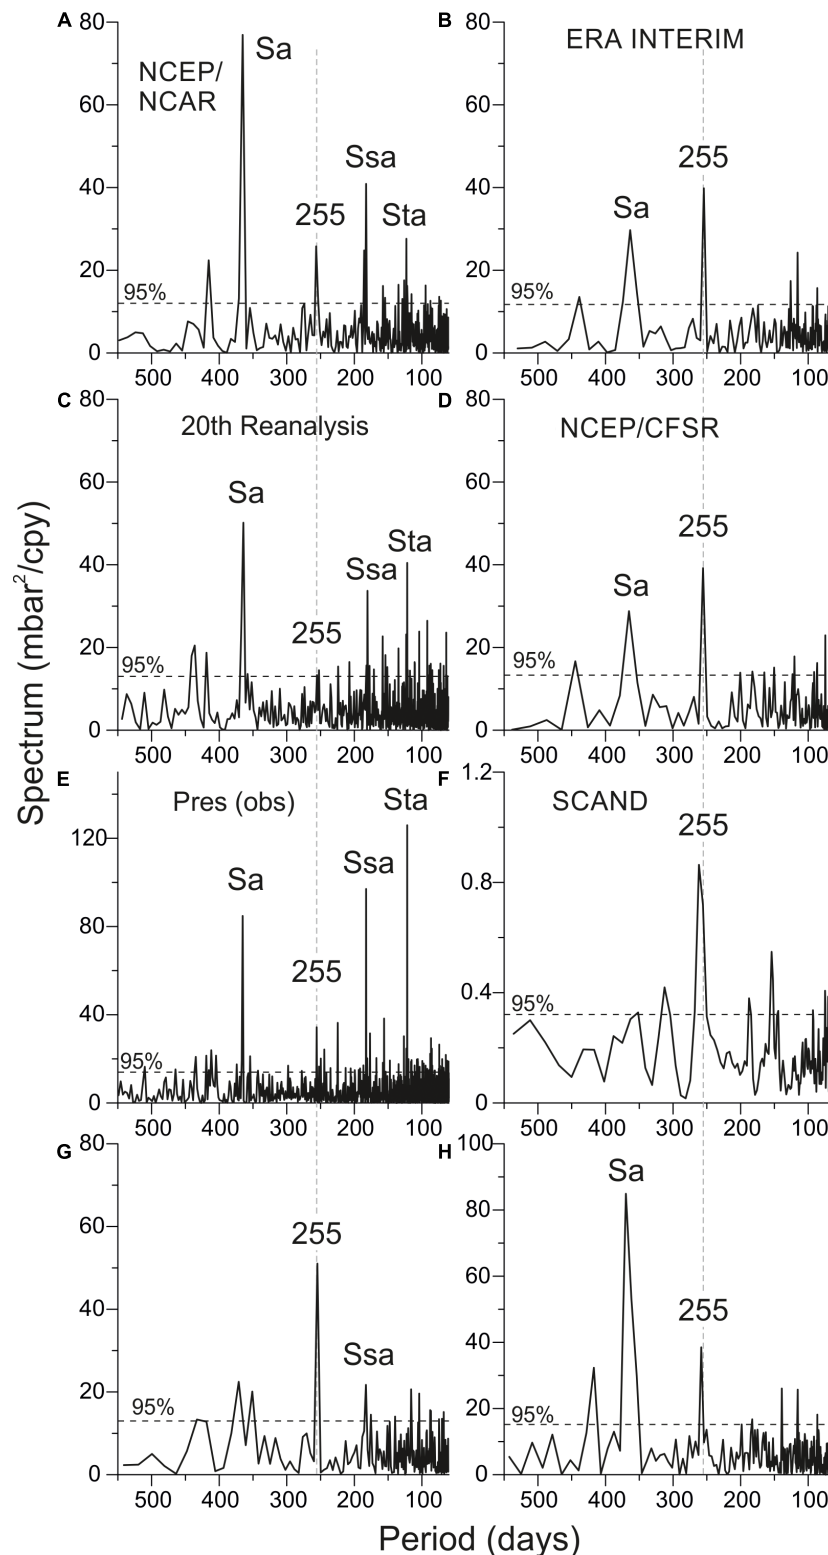 A
80
60
40
20
0
NCEP/
NCAR
Sa
255
Ssa
Sta
95%
500 400 300 200 100
B
80
60
40
20
0
ERA INTERIM
255
Sa
95%
500 400 300 200 100
C
80
60
40
20
0
20th Reanalysis
Sa
Sta
Ssa
255
95%
500 400 300 200 100
D
80
60
40
20
0
NCEP/CFSR
255
Sa
95%
500 400 300 200 100
E
120
80
40
0
Pres (obs)
Sta
Ssa
Sa
255
95%
500 400 300 200 100
F
1.2
0.8
0.4
0
SCAND
255
95%
500 400 300 200 100
G
80
60
40
20
0
255
Ssa
95%
500 400 300 200 100
H
100
80
60
40
20
0
Sa
255
95%
500 400 300 200 100
Spectrum (mbar²/cpy)
Period (days)